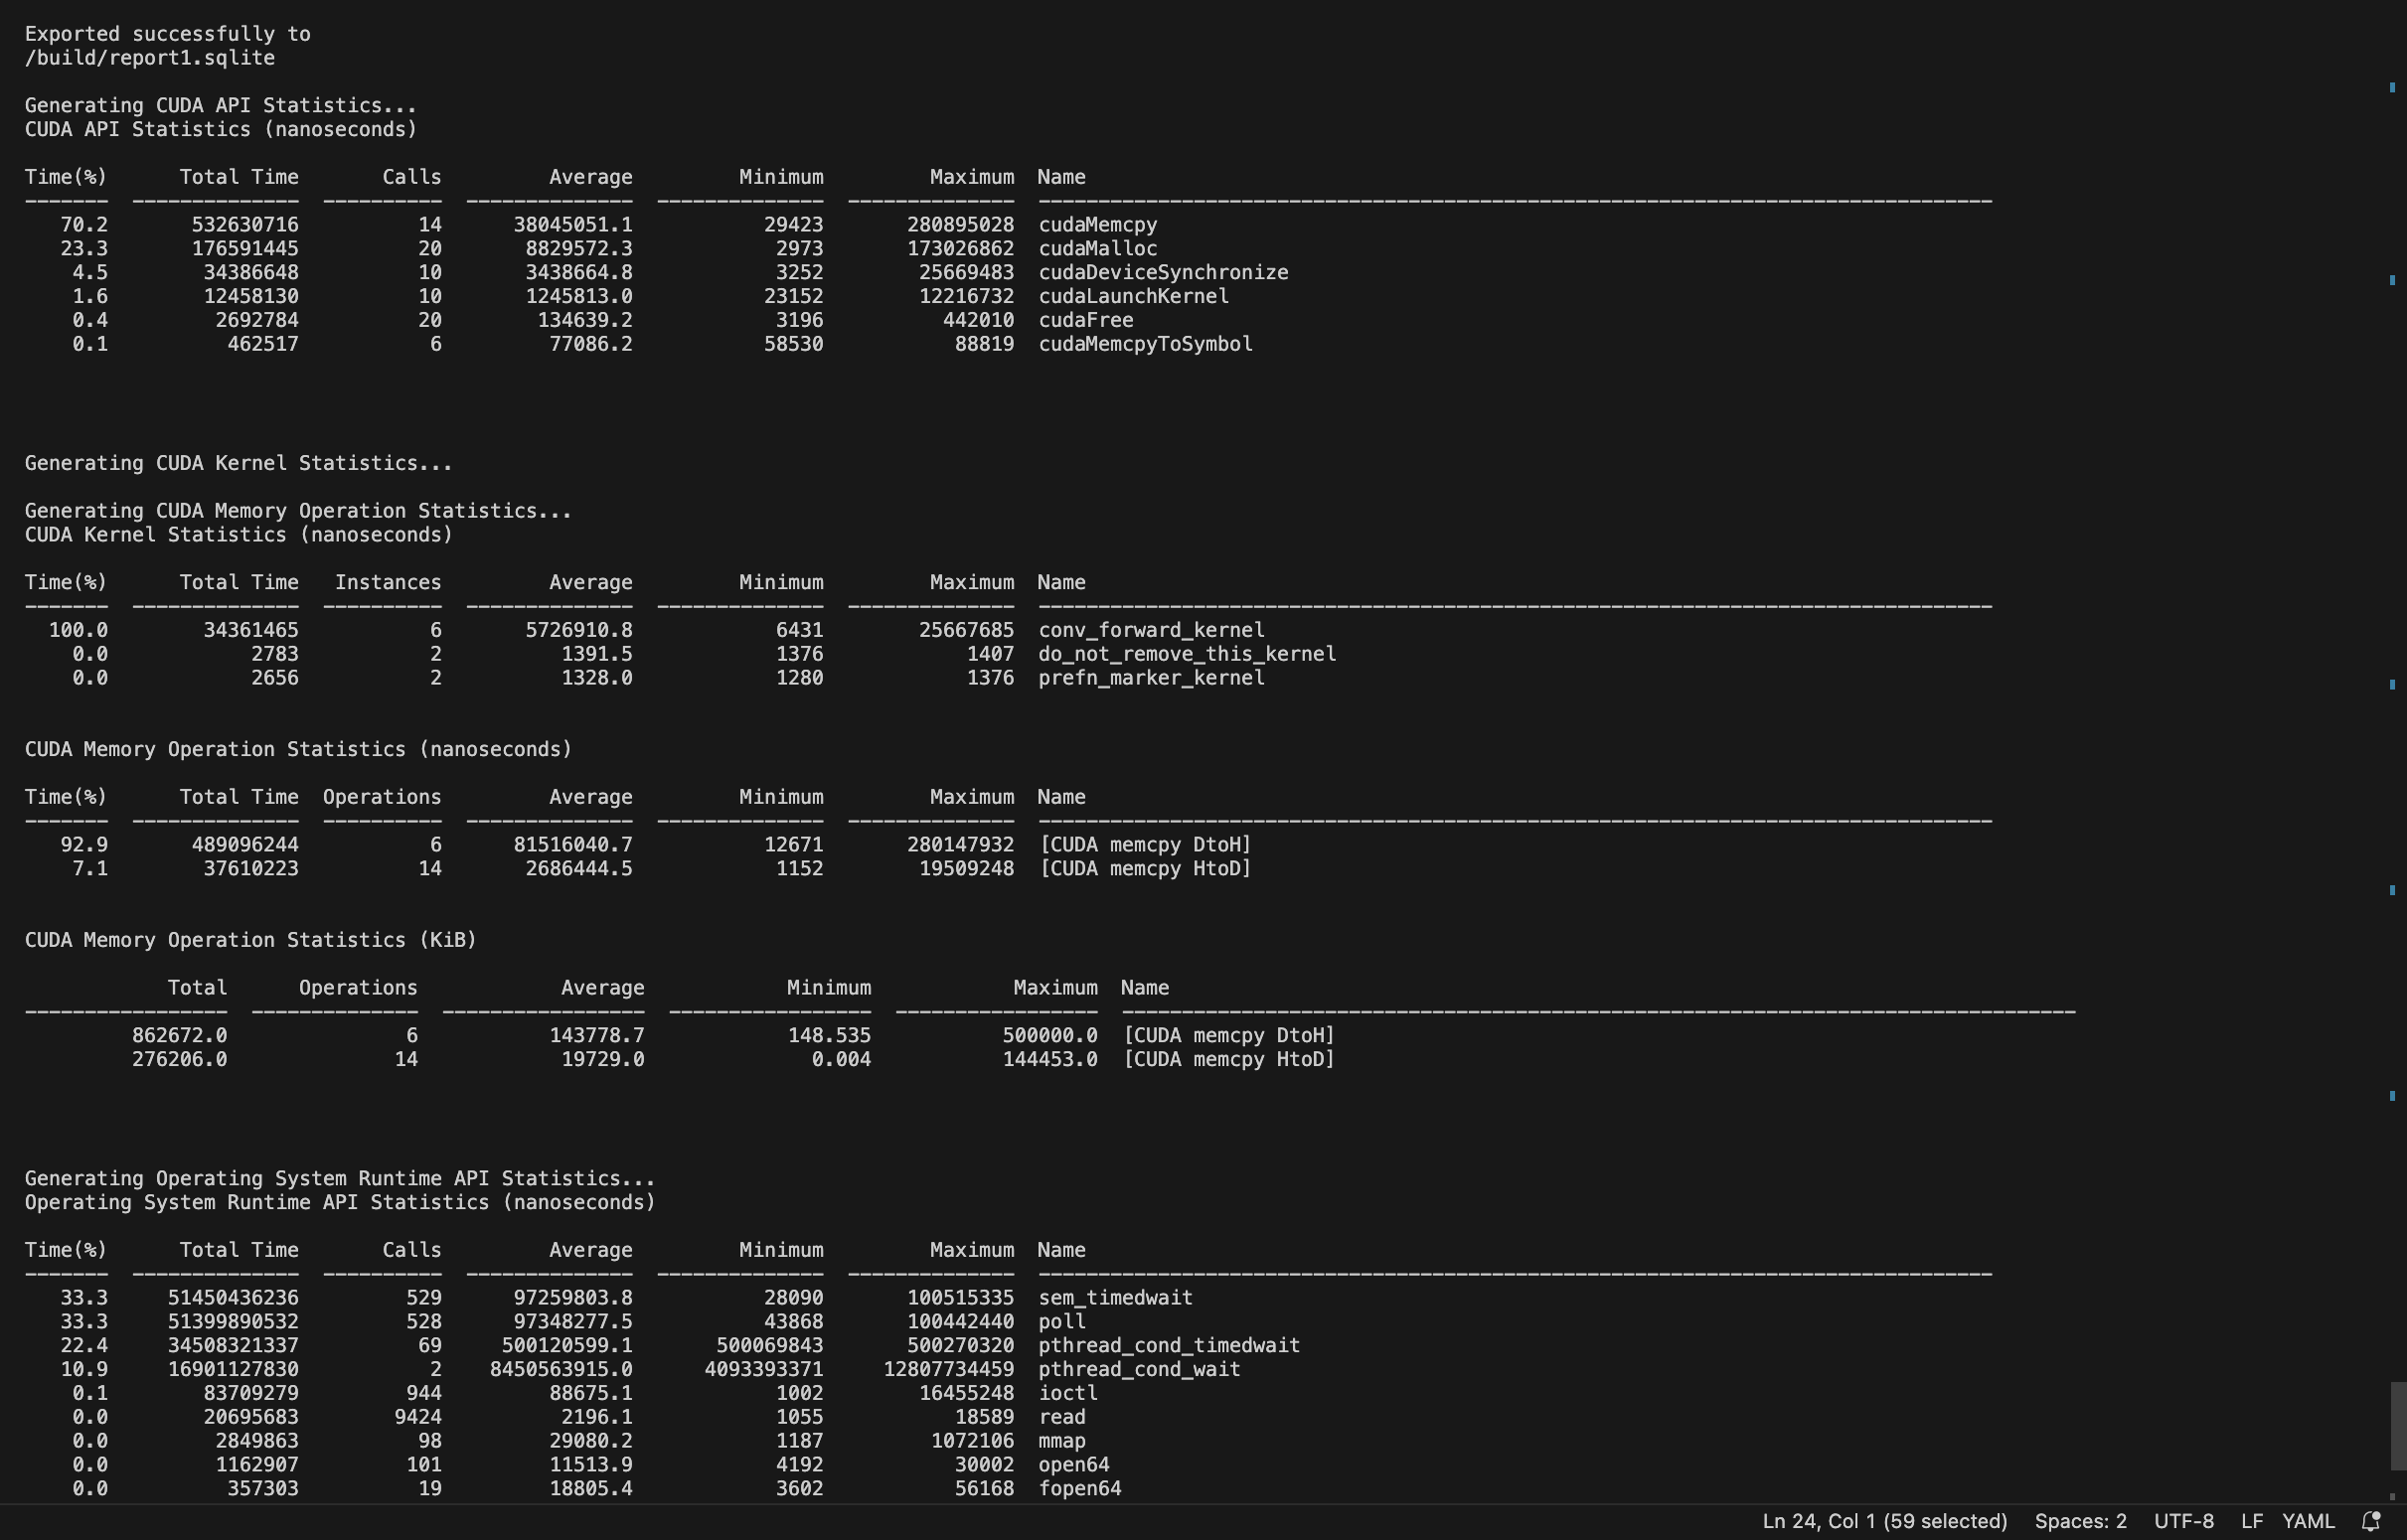 Exported successfully to
/build/report1.sqlite
Generating CUDA API Statistics...
CUDA API Statistics (nanoseconds)
Time(%) Total Time Calls Average Minimum Maximum Name
------- -------------- ---------- -------------- -------------- -------------- --------------------------------------------------------------------------------
70.2 532630716 14 38045051.1 29423 280895028 cudaMemcpy
23.3 176591445 20 8829572.3 2973 173026862 cudaMalloc
4.5 34386648 10 3438664.8 3252 25669483 cudaDeviceSynchronize
1.6 12458130 10 1245813.0 23152 12216732 cudaLaunchKernel
0.4 2692784 20 134639.2 3196 442010 cudaFree
0.1 462517 6 77086.2 58530 88819 cudaMemcpyToSymbol
Generating CUDA Kernel Statistics...
Generating CUDA Memory Operation Statistics...
CUDA Kernel Statistics (nanoseconds)
Time(%) Total Time Instances Average Minimum Maximum Name
------- -------------- ---------- -------------- -------------- -------------- --------------------------------------------------------------------------------
100.0 34361465 6 5726910.8 6431 25667685 conv_forward_kernel
0.0 2783 2 1391.5 1376 1407 do_not_remove_this_kernel
0.0 2656 2 1328.0 1280 1376 prefn_marker_kernel
CUDA Memory Operation Statistics (nanoseconds)
Time(%) Total Time Operations Average Minimum Maximum Name
------- -------------- ---------- -------------- -------------- -------------- --------------------------------------------------------------------------------
92.9 489096244 6 81516040.7 12671 280147932 [CUDA memcpy DtoH]
7.1 37610223 14 2686444.5 1152 19509248 [CUDA memcpy HtoD]
CUDA Memory Operation Statistics (KiB)
Total Operations Average Minimum Maximum Name
----------------- -------------- ----------------- ----------------- ----------------- --------------------------------------------------------------------------------
862672.0 6 143778.7 148.535 500000.0 [CUDA memcpy DtoH]
276206.0 14 19729.0 0.004 144453.0 [CUDA memcpy HtoD]
Generating Operating System Runtime API Statistics...
Operating System Runtime API Statistics (nanoseconds)
Time(%) Total Time Calls Average Minimum Maximum Name
------- -------------- ---------- -------------- -------------- -------------- --------------------------------------------------------------------------------
33.3 51450436236 529 97259803.8 28090 100515335 sem_timedwait
33.3 51399890532 528 97348277.5 43868 100442440 poll
22.4 34508321337 69 500120599.1 500069843 500270320 pthread_cond_timedwait
10.9 16901127830 2 8450563915.0 4093393371 12807734459 pthread_cond_wait
0.1 83709279 944 88675.1 1002 16455248 ioctl
0.0 20695683 9424 2196.1 1055 18589 read
0.0 2849863 98 29080.2 1187 1072106 mmap
0.0 1162907 101 11513.9 4192 30002 open64
0.0 357303 19 18805.4 3602 56168 fopen64
Ln 24, Col 1 (59 selected) Spaces: 2 UTF-8 LF YAML